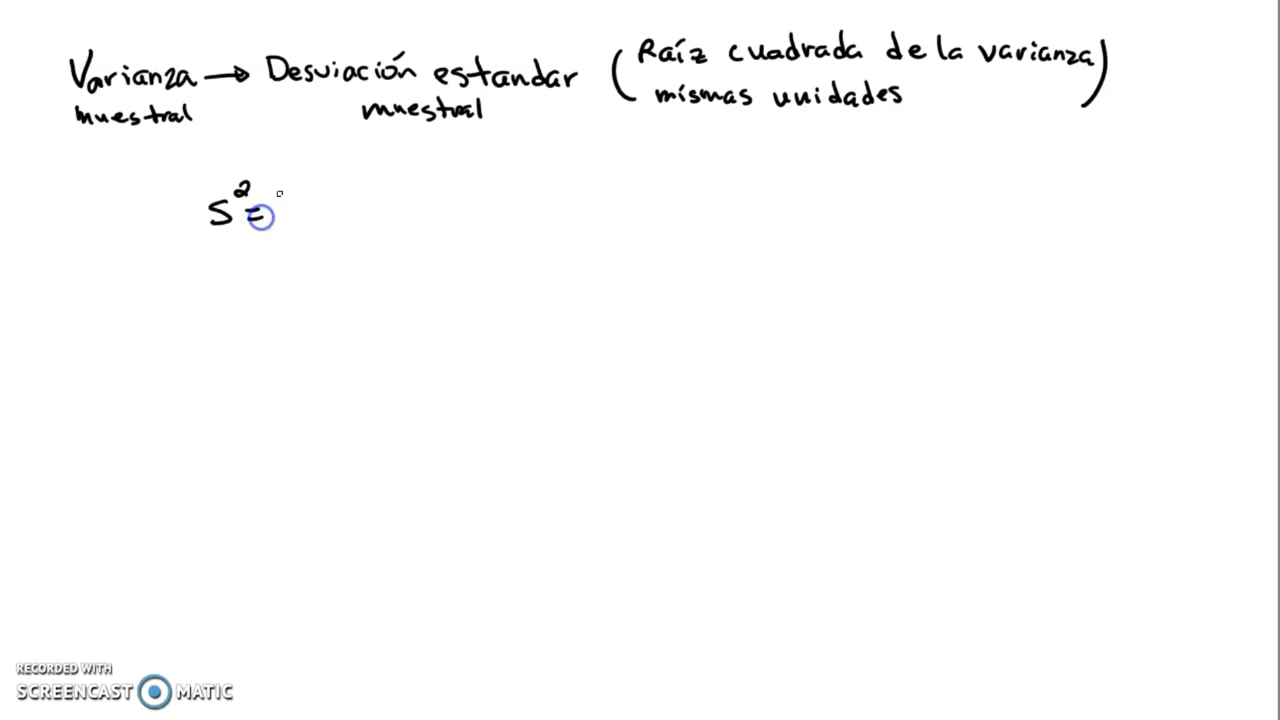 Varianza → Desviación estandar (Raíz cuadrada de la varianza
muestral muestral mismas unidades)
S²=
RECORDED WITH
SCREENCAST MATIC